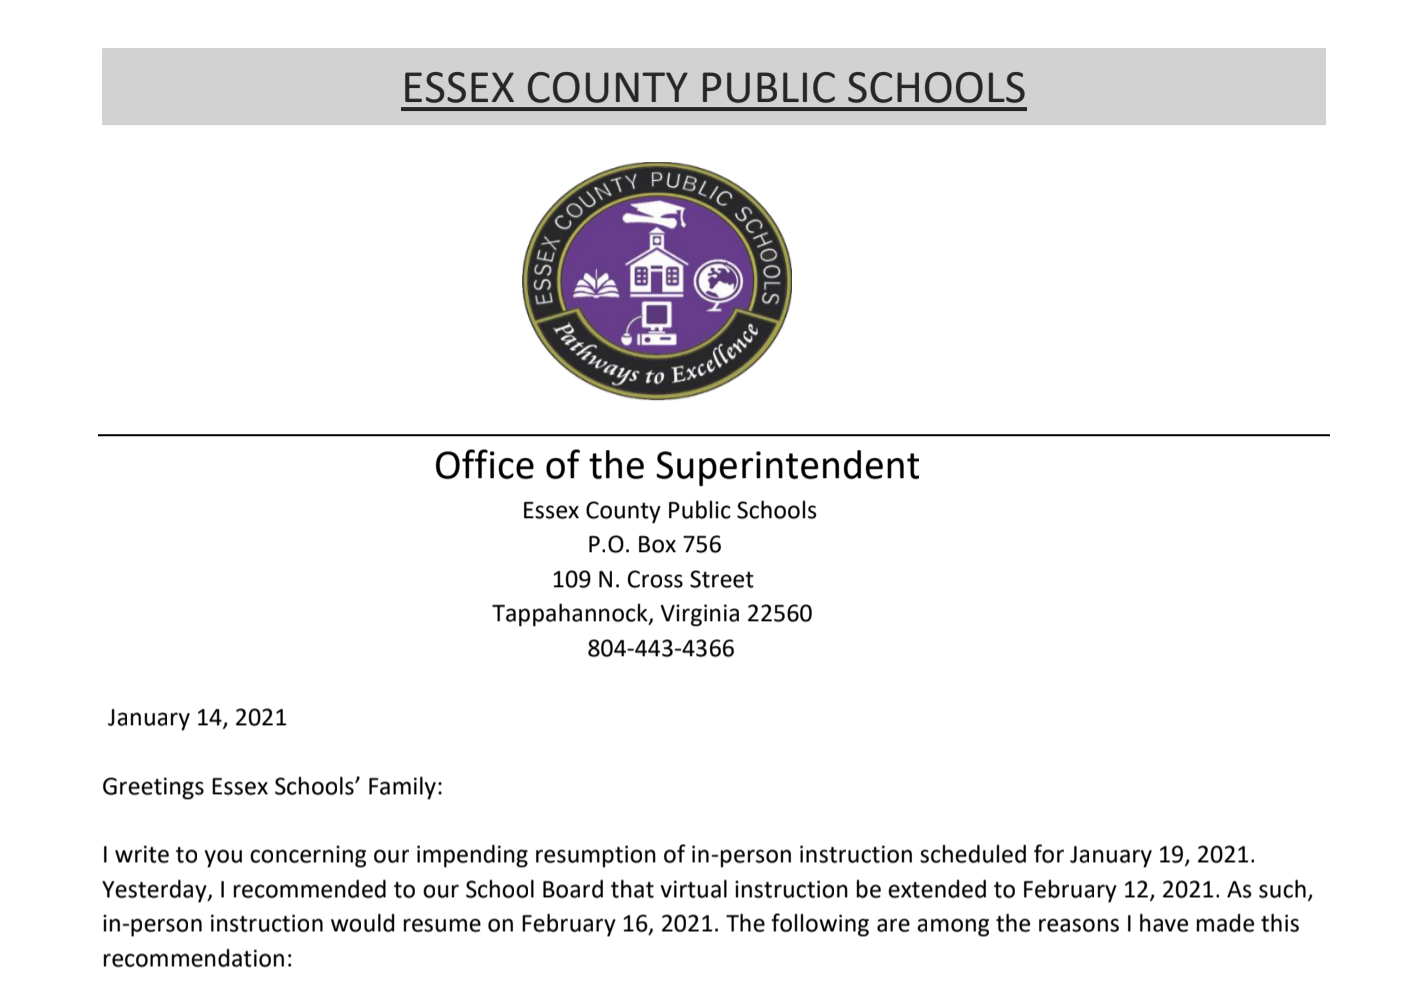 ESSEX COUNTY PUBLIC SCHOOLS
ESSEX COUNTY PUBLIC SCHOOLS
Pathways to Excellence
Office of the Superintendent
Essex County Public Schools
P.O. Box 756
109 N. Cross Street
Tappahannock, Virginia 22560
804-443-4366
January 14, 2021
Greetings Essex Schools’ Family:
I write to you concerning our impending resumption of in-person instruction scheduled for January 19, 2021.
Yesterday, I recommended to our School Board that virtual instruction be extended to February 12, 2021. As such,
in-person instruction would resume on February 16, 2021. The following are among the reasons I have made this
recommendation: